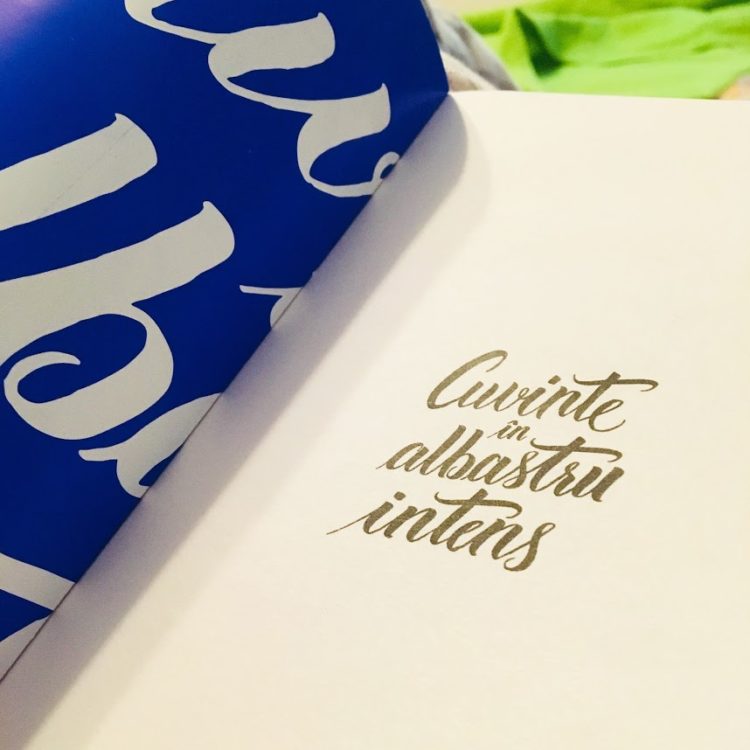 Cuvinte
în
albastru
intens